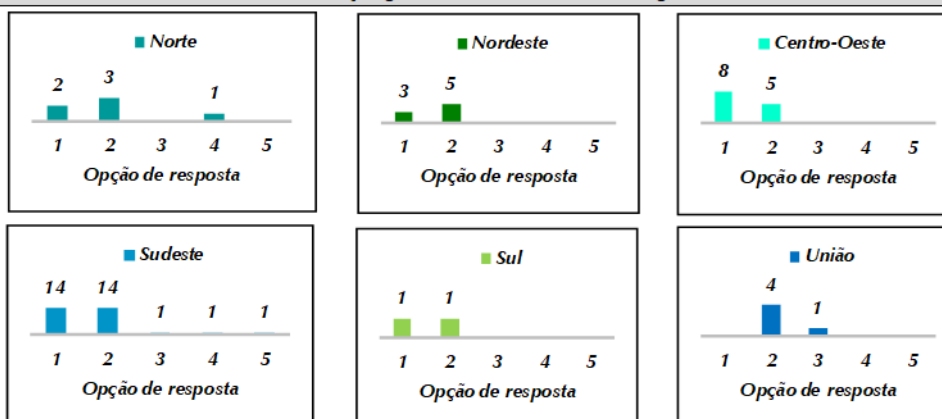 Norte
2 3 1
1 2 3 4 5
Opção de resposta
Nordeste
3 5
1 2 3 4 5
Opção de resposta
Centro-Oeste
8 5
1 2 3 4 5
Opção de resposta
Sudeste
14 14 1 1 1
1 2 3 4 5
Opção de resposta
Sul
1 1
1 2 3 4 5
Opção de resposta
União
4 1
1 2 3 4 5
Opção de resposta